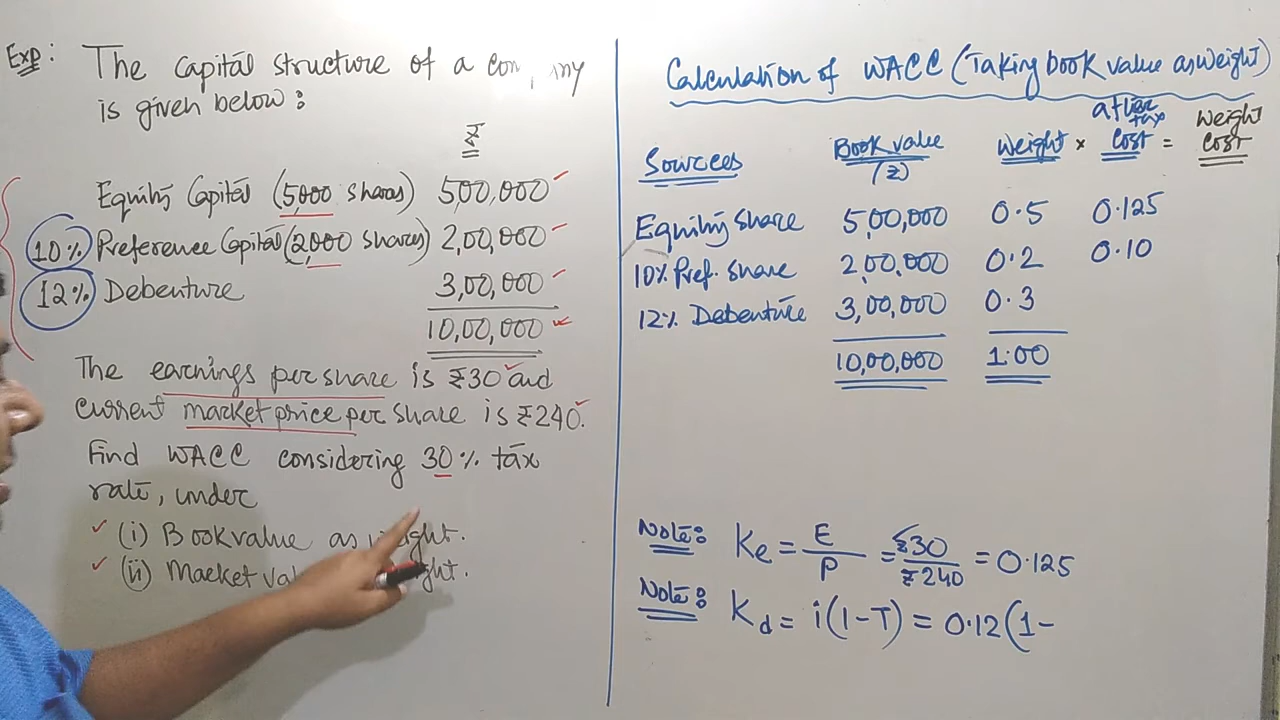 Exp: The Capital structure of a com ny
is given below:
₹
Equity Capital (5,000 shares) 5,00,000 ✓
10% Preference Capital (2,000 shares) 2,00,000 ✓
12% Debenture 3,00,000 ✓
10,00,000 ✓
The earnings per share is ₹30 ✓ and
current market price per share is ₹240 ✓.
Find WACC considering 30% tax
rate, under
✓ (i) Book value as weight.
✓ (ii) Market val ght.
Calculation of WACC (Taking book value as weight)
Sources Book value (₹) Weight × after tax Cost = Weight Cost
Equity Share 5,00,000 0.5 0.125
10% Pref. Share 2,00,000 0.2 0.10
12% Debenture 3,00,000 0.3
10,00,000 1.00
Note: Ke = E/P = ₹30/₹240 = 0.125
Note: Kd = i(1-T) = 0.12(1-